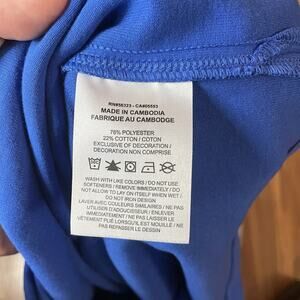 RN#56323 - CA#05553
MADE IN CAMBODIA
FABRIQUE AU CAMBODGE
78% POLYESTER
22% COTTON / COTON
EXCLUSIVE OF DECORATION /
DECORATION NON COMPRISE
WASH WITH LIKE COLORS / DO NOT USE
SOFTENERS / REMOVE IMMEDIATELY / DO
NOT ALLOW TO LAY ON ITSELF WHEN WET /
DO NOT IRON DESIGN
LAVER AVEC COULEURS SIMILAIRES / NE PAS
UTILISER D'ADOUCISSEUR / ENLEVER
IMMÉDIATEMENT / NE PAS LAISSER LE
VÊTEMENT PLIÉ LORSQU'IL EST MOUILLÉ / NE
PAS REPASSER LE DESSIN